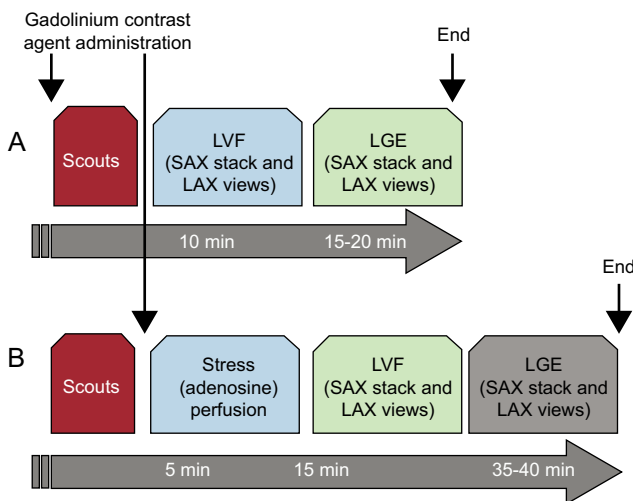 Gadolinium contrast
agent administration
End
A
Scouts
LVF
(SAX stack and
LAX views)
LGE
(SAX stack and
LAX views)
10 min
15-20 min
End
B
Scouts
Stress
(adenosine)
perfusion
LVF
(SAX stack and
LAX views)
LGE
(SAX stack and
LAX views)
5 min
15 min
35-40 min